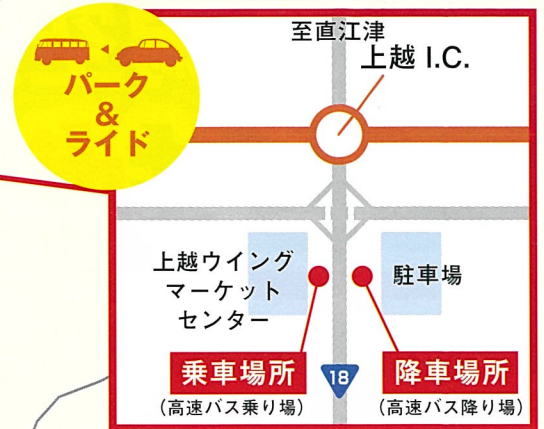 パーク
&
ライド
至直江津
上越 I.C.
上越ウイング
マーケット
センター
駐車場
乗車場所
(高速バス乗り場)
18
降車場所
(高速バス降り場)